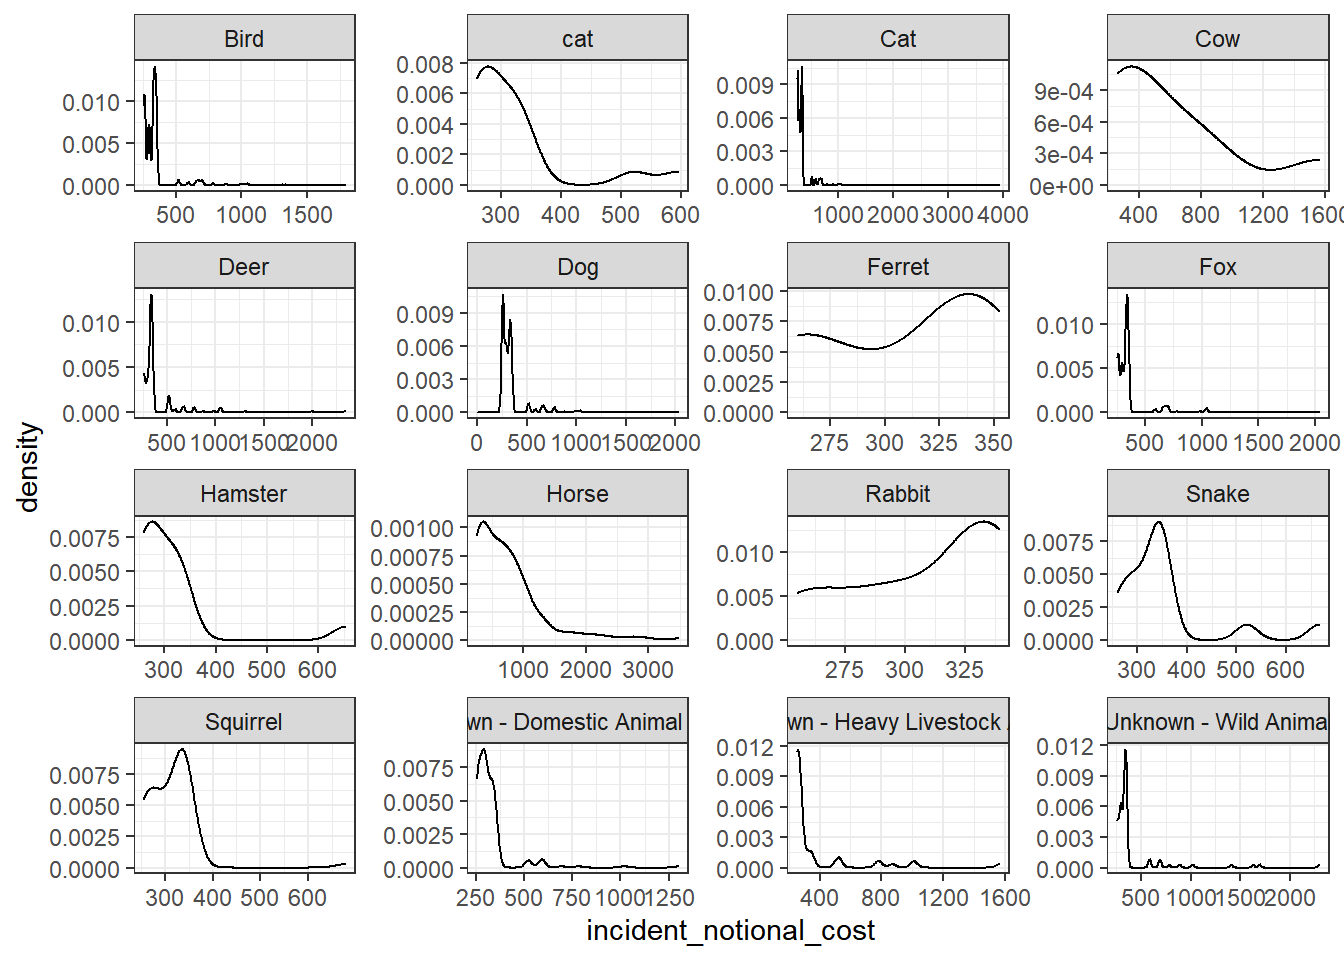 Bird
cat
Cat
Cow
0.010
0.005
0.000
500 1000 1500
0.008
0.006
0.004
0.002
0.000
300 400 500 600
0.009
0.006
0.003
0.000
1000 2000 3000 4000
9e-04
6e-04
3e-04
0e+00
400 800 1200 1600
Deer
Dog
Ferret
Fox
0.010
0.005
0.000
500 1000 1500 2000
0.009
0.006
0.003
0.000
0 500 1000 1500 2000
0.0100
0.0075
0.0050
0.0025
0.0000
275 300 325 350
0.010
0.005
0.000
500 1000 1500 2000
Hamster
Horse
Rabbit
Snake
0.0075
0.0050
0.0025
0.0000
300 400 500 600
0.00100
0.00075
0.00050
0.00025
0.00000
1000 2000 3000
0.010
0.005
0.000
275 300 325
0.0075
0.0050
0.0025
0.0000
300 400 500 600
Squirrel
wn - Domestic Animal
wn - Heavy Livestock
Unknown - Wild Anima
0.0075
0.0050
0.0025
0.0000
300 400 500 600
0.0075
0.0050
0.0025
0.0000
250 500 750 1000 1250
0.012
0.009
0.006
0.003
0.000
400 800 1200 1600
0.012
0.009
0.006
0.003
0.000
500 1000 1500 2000
density
incident_notional_cost